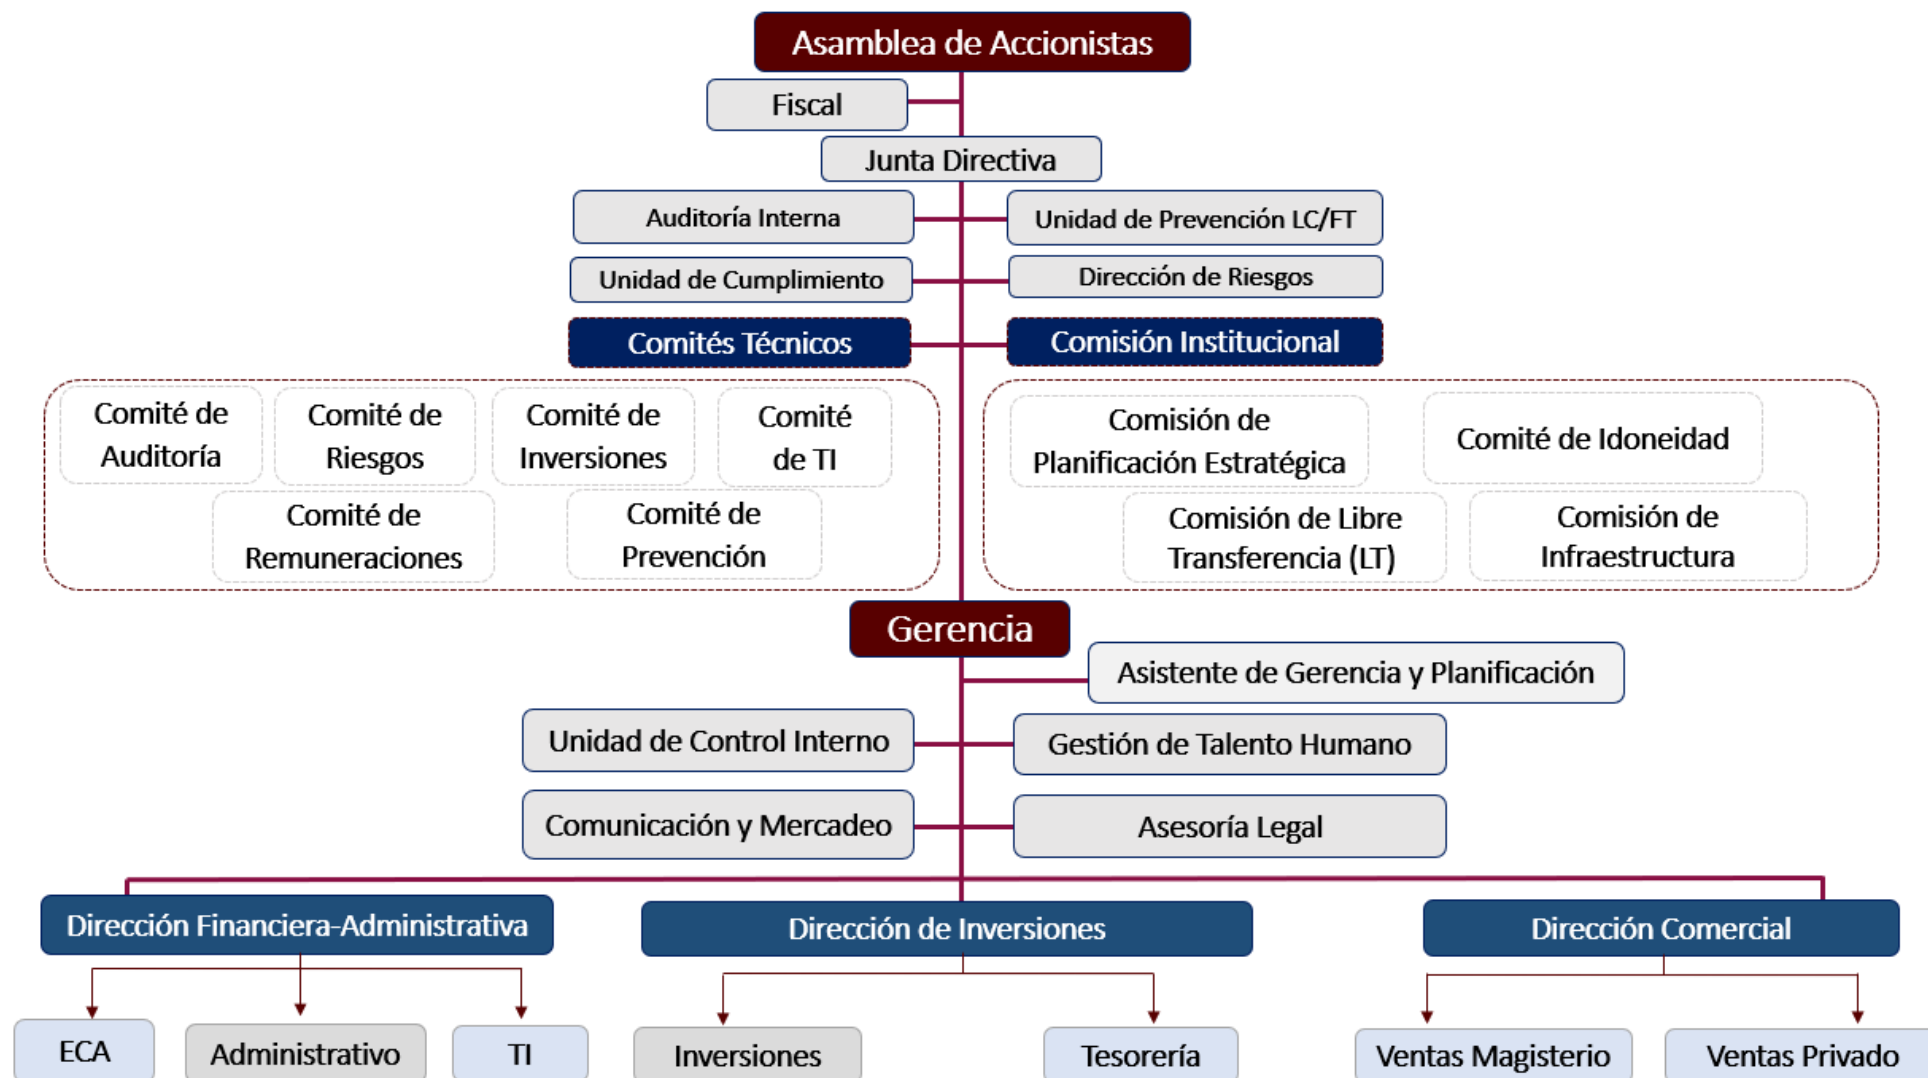 Asamblea de Accionistas
Fiscal
Junta Directiva
Auditoría Interna
Unidad de Prevención LC/FT
Unidad de Cumplimiento
Dirección de Riesgos
Comités Técnicos
Comisión Institucional
Comité de
Auditoría
Comité de
Riesgos
Comité de
Inversiones
Comité
de TI
Comité de
Remuneraciones
Comité de
Prevención
Comisión de
Planificación Estratégica
Comité de Idoneidad
Comisión de Libre
Transferencia (LT)
Comisión de
Infraestructura
Gerencia
Asistente de Gerencia y Planificación
Unidad de Control Interno
Gestión de Talento Humano
Comunicación y Mercadeo
Asesoría Legal
Dirección Financiera-Administrativa
Dirección de Inversiones
Dirección Comercial
ECA
Administrativo
TI
Inversiones
Tesorería
Ventas Magisterio
Ventas Privado